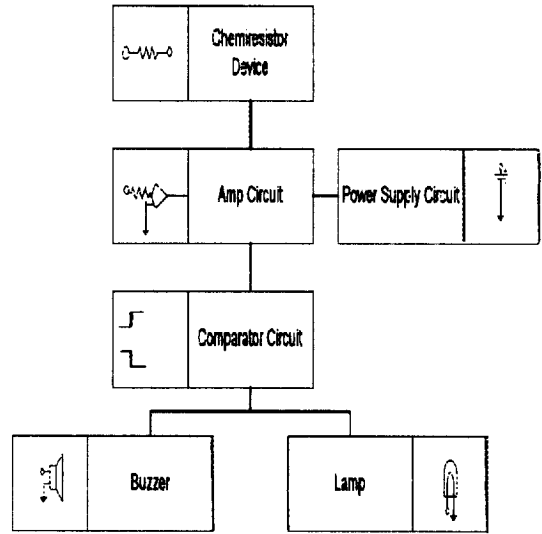 Chemiresistor
Device
Amp Circuit
Power Supply Circuit
Comparator Circuit
Buzzer
Lamp